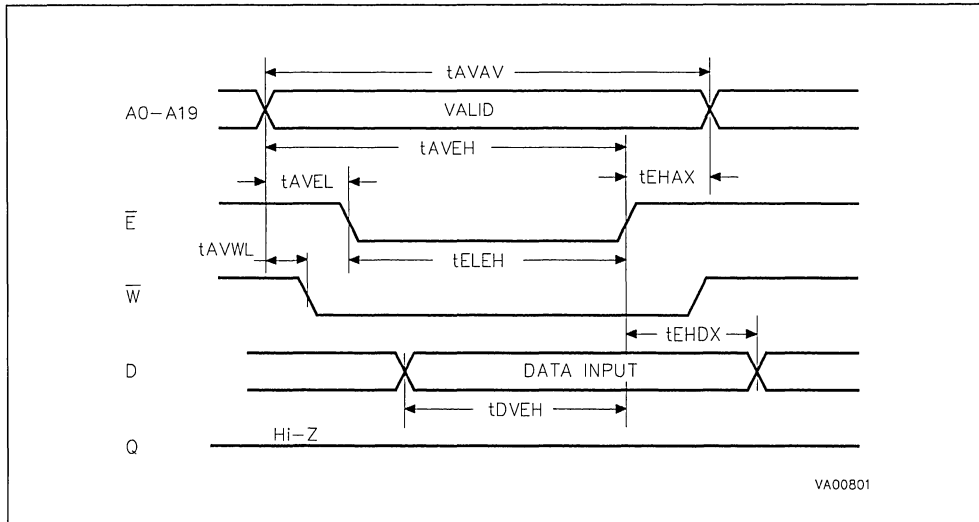 tAVAV
A0-A19
VALID
tAVEH
tAVEL
tEHAX
E
tAVWL
tELEH
W
tEHDX
D
DATA INPUT
tDVEH
Hi-Z
Q
VA00801